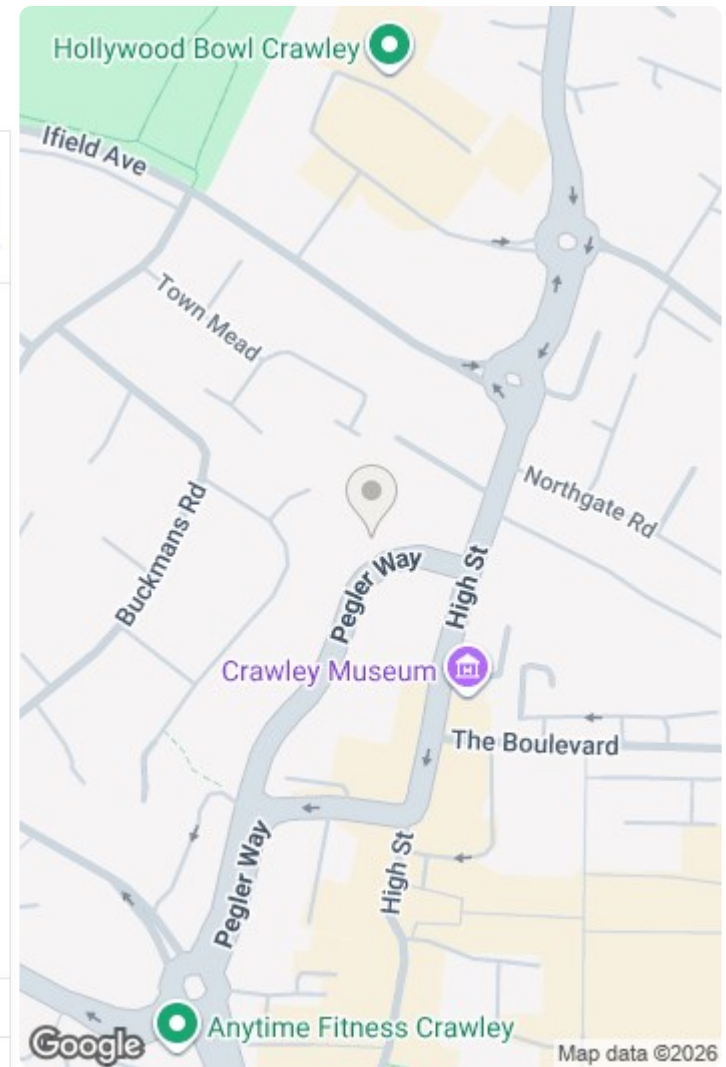 Hollywood Bowl Crawley
Ifield Ave
Town Mead
Buckmans Rd
Northgate Rd
Pegler Way
High St
Crawley Museum
The Boulevard
Pegler Way
High St
Anytime Fitness Crawley
Google
Map data ©2026